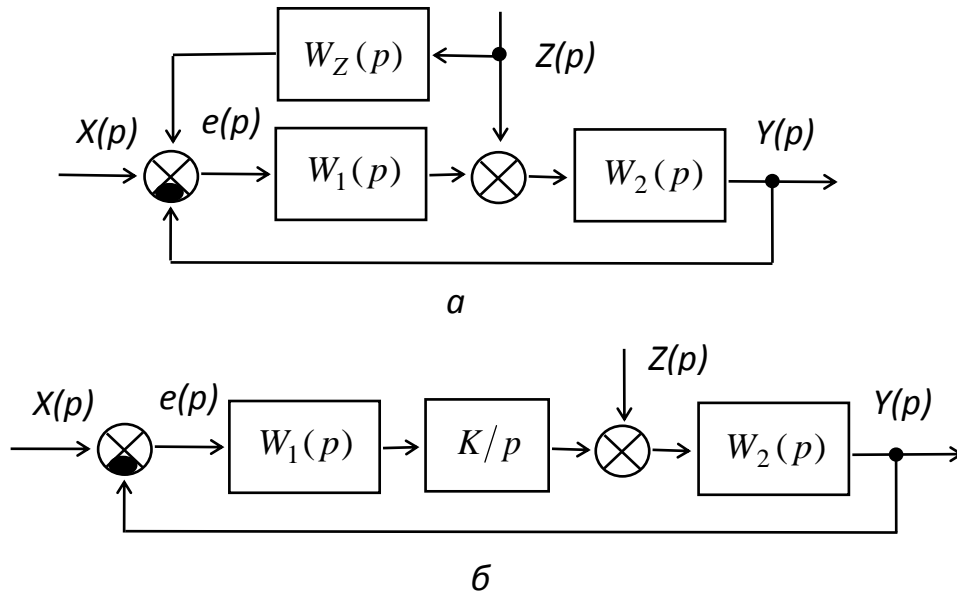 W_Z(p)
Z(p)
X(p)
e(p)
W_1(p)
W_2(p)
Y(p)
а
Z(p)
X(p)
e(p)
W_1(p)
K/p
W_2(p)
Y(p)
б